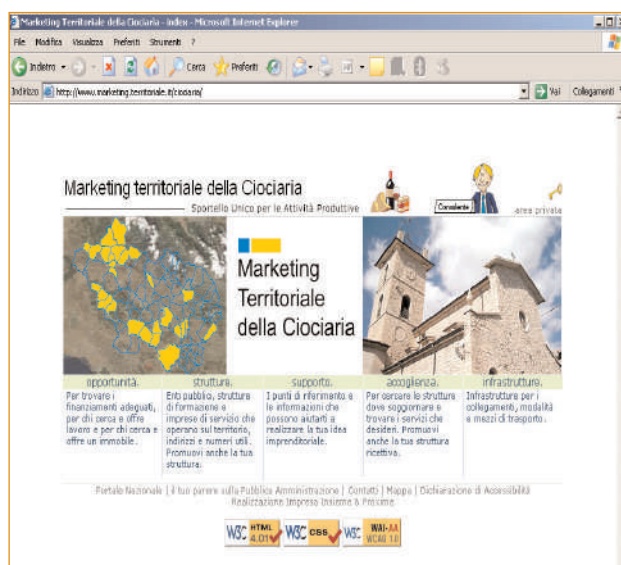 Marketing Territoriale della Ciociaria - index - Microsoft Internet Explorer
File Modifica Visualizza Preferiti Strumenti ?
Indietro Cerca Preferiti
Indirizzo http://www.marketing.territoriale.it/ciociaria/ Vai Collegamenti
Marketing territoriale della Ciociaria
Sportello Unico per le Attività Produttive
Consulente
area privata
Marketing
Territoriale
della Ciociaria
opportunità.
Per trovare i
finanziamenti adeguati,
per chi cerca e offre
lavoro e per chi cerca e
offre un immobile.
strutture.
Enti pubblici, strutture
di formazione e
imprese di servizio che
operano sul territorio,
indirizzi e numeri utili.
Promuovi anche la tua
struttura.
supporto.
I punti di riferimento e
le informazioni che
possono aiutarti a
realizzare la tua idea
imprenditoriale.
accoglienza.
Per cercare le strutture
dove soggiornare e
trovare i servizi che
desideri. Promuovi
anche la tua struttura
ricettiva.
infrastrutture.
Infrastrutture per i
collegamenti, modalità
e mezzi di trasporto.
Portale Nazionale | il tuo parere sulla Pubblica Amministrazione | Contatti | Mappa | Dichiarazione di Accessibilità
Realizzazione Impresa Insieme &
W3C HTML 4.01 W3C CSS W3C WAI-AA WCAG 1.0